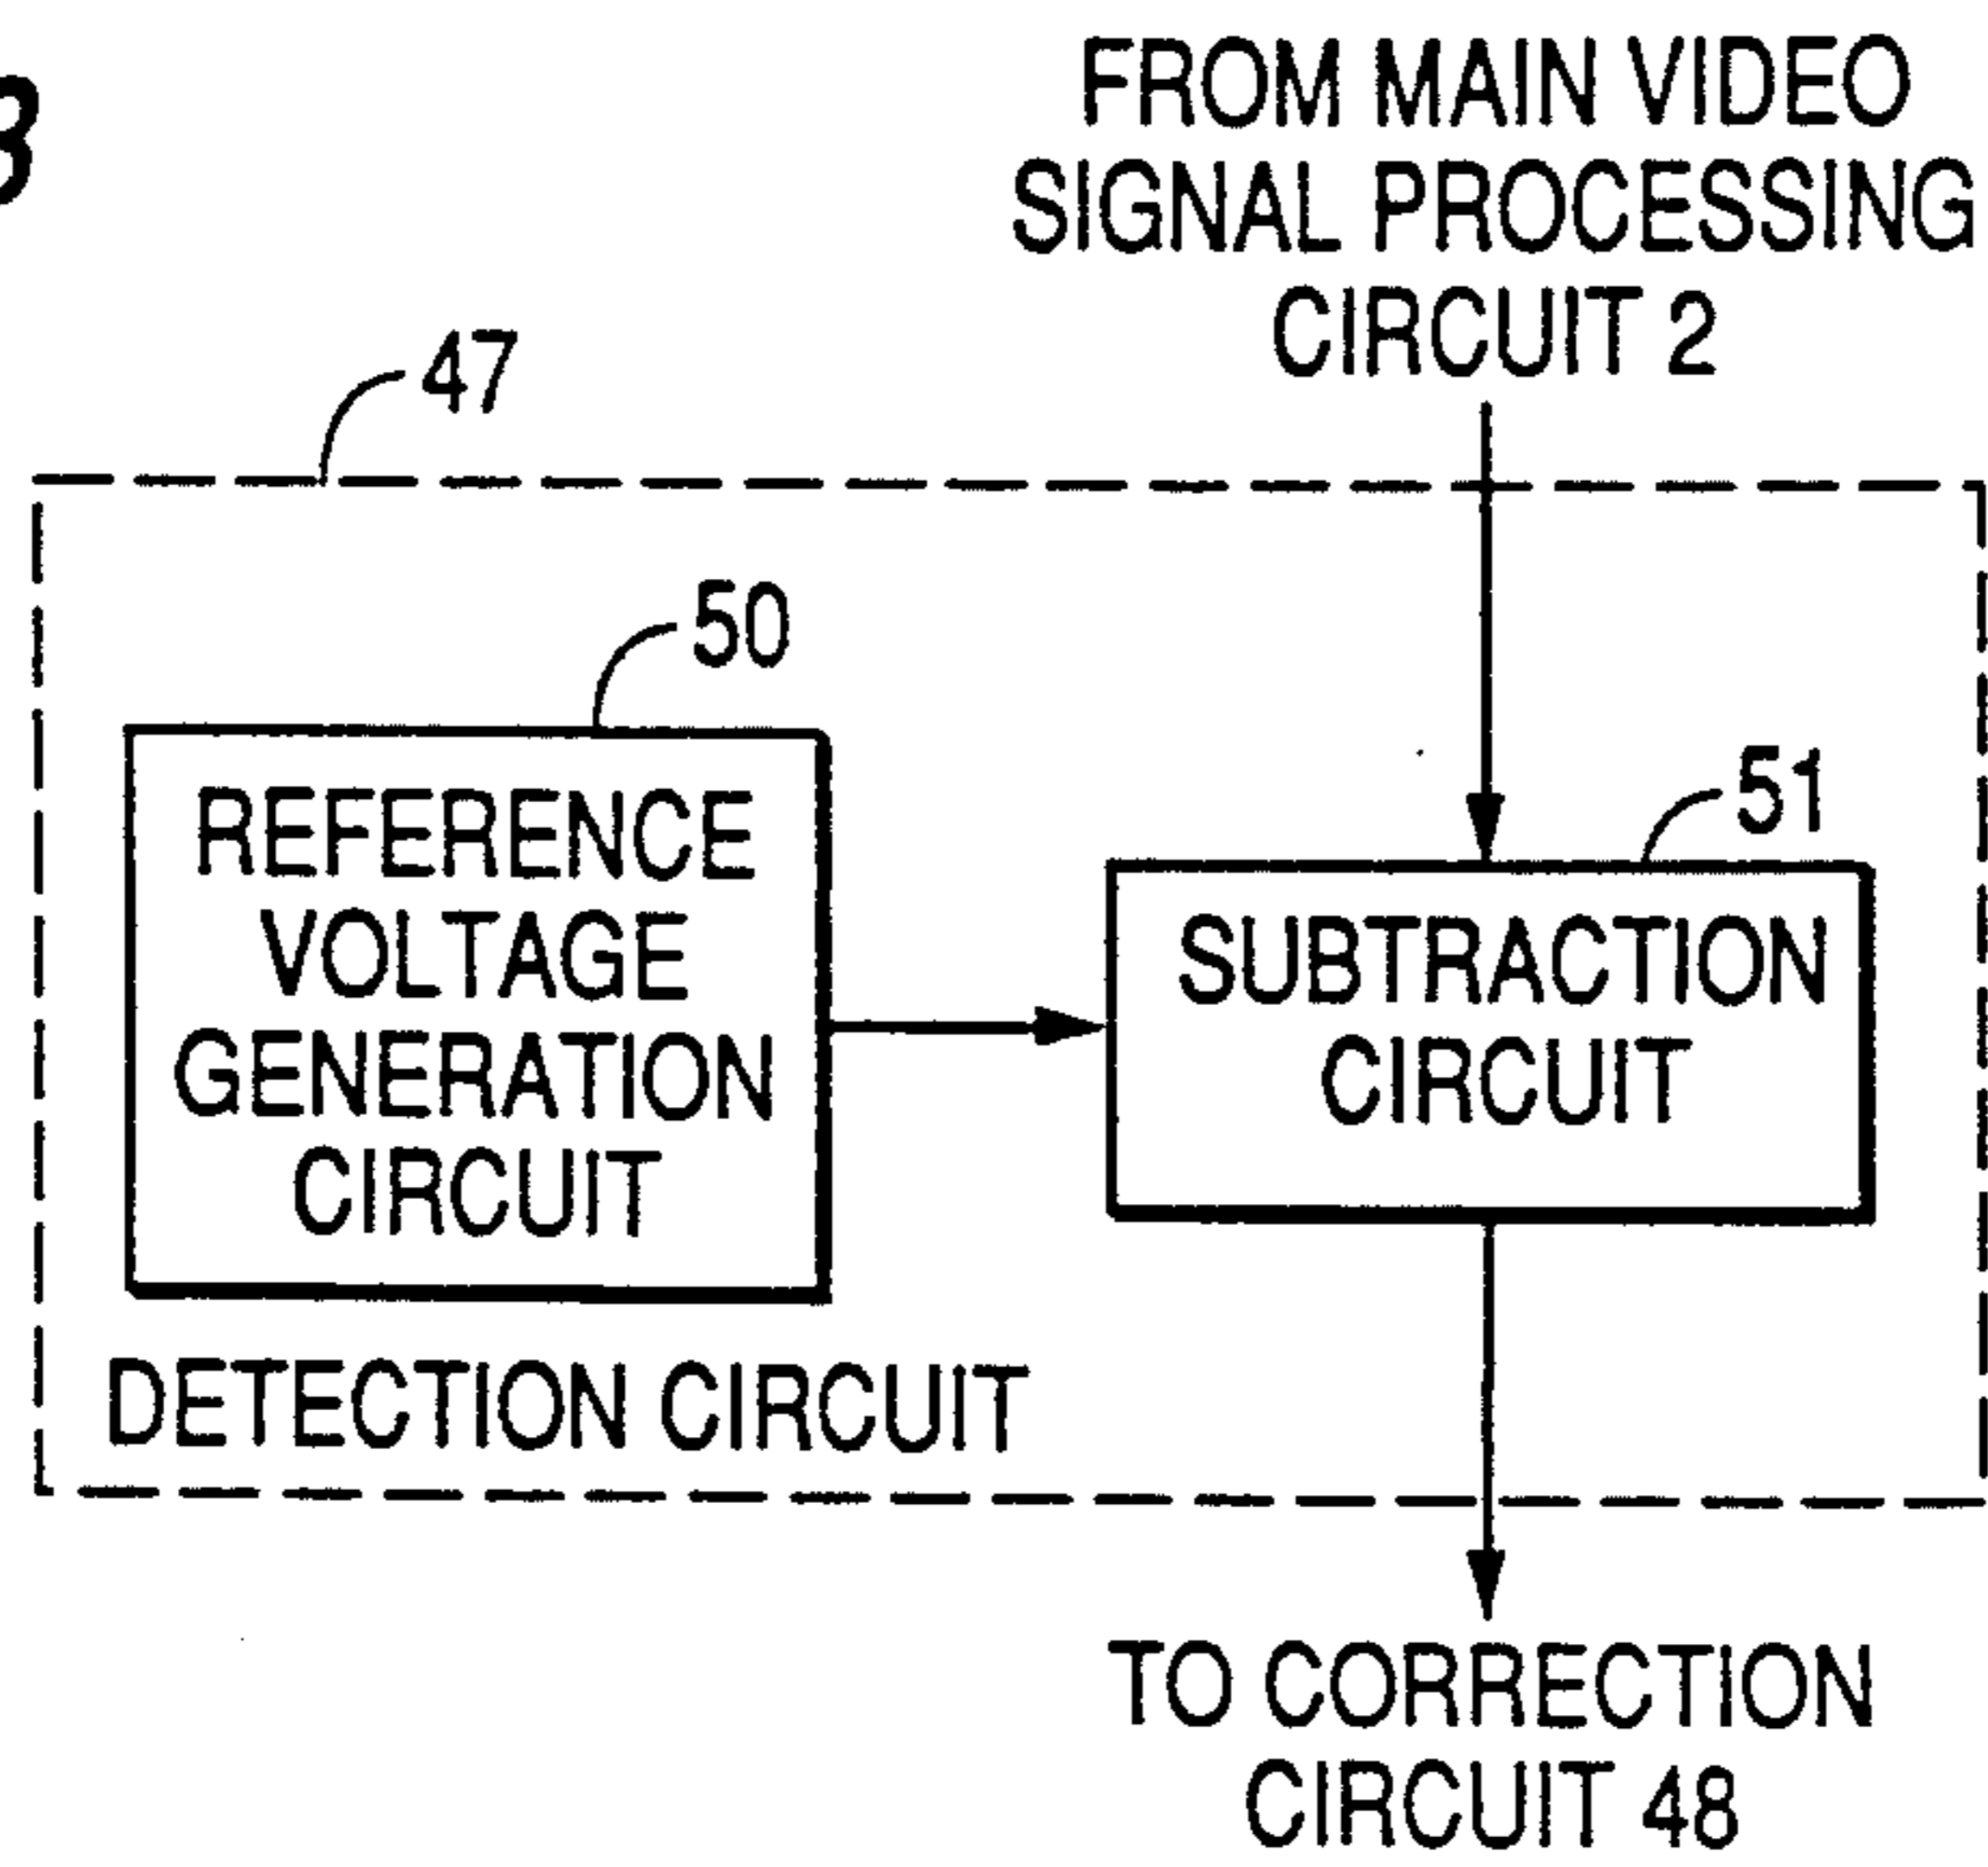 FROM MAIN VIDEO
SIGNAL PROCESSING
CIRCUIT 2
47
50
REFERENCE
VOLTAGE
GENERATION
CIRCUIT
51
SUBTRACTION
CIRCUIT
DETECTION CIRCUIT
TO CORRECTION
CIRCUIT 48